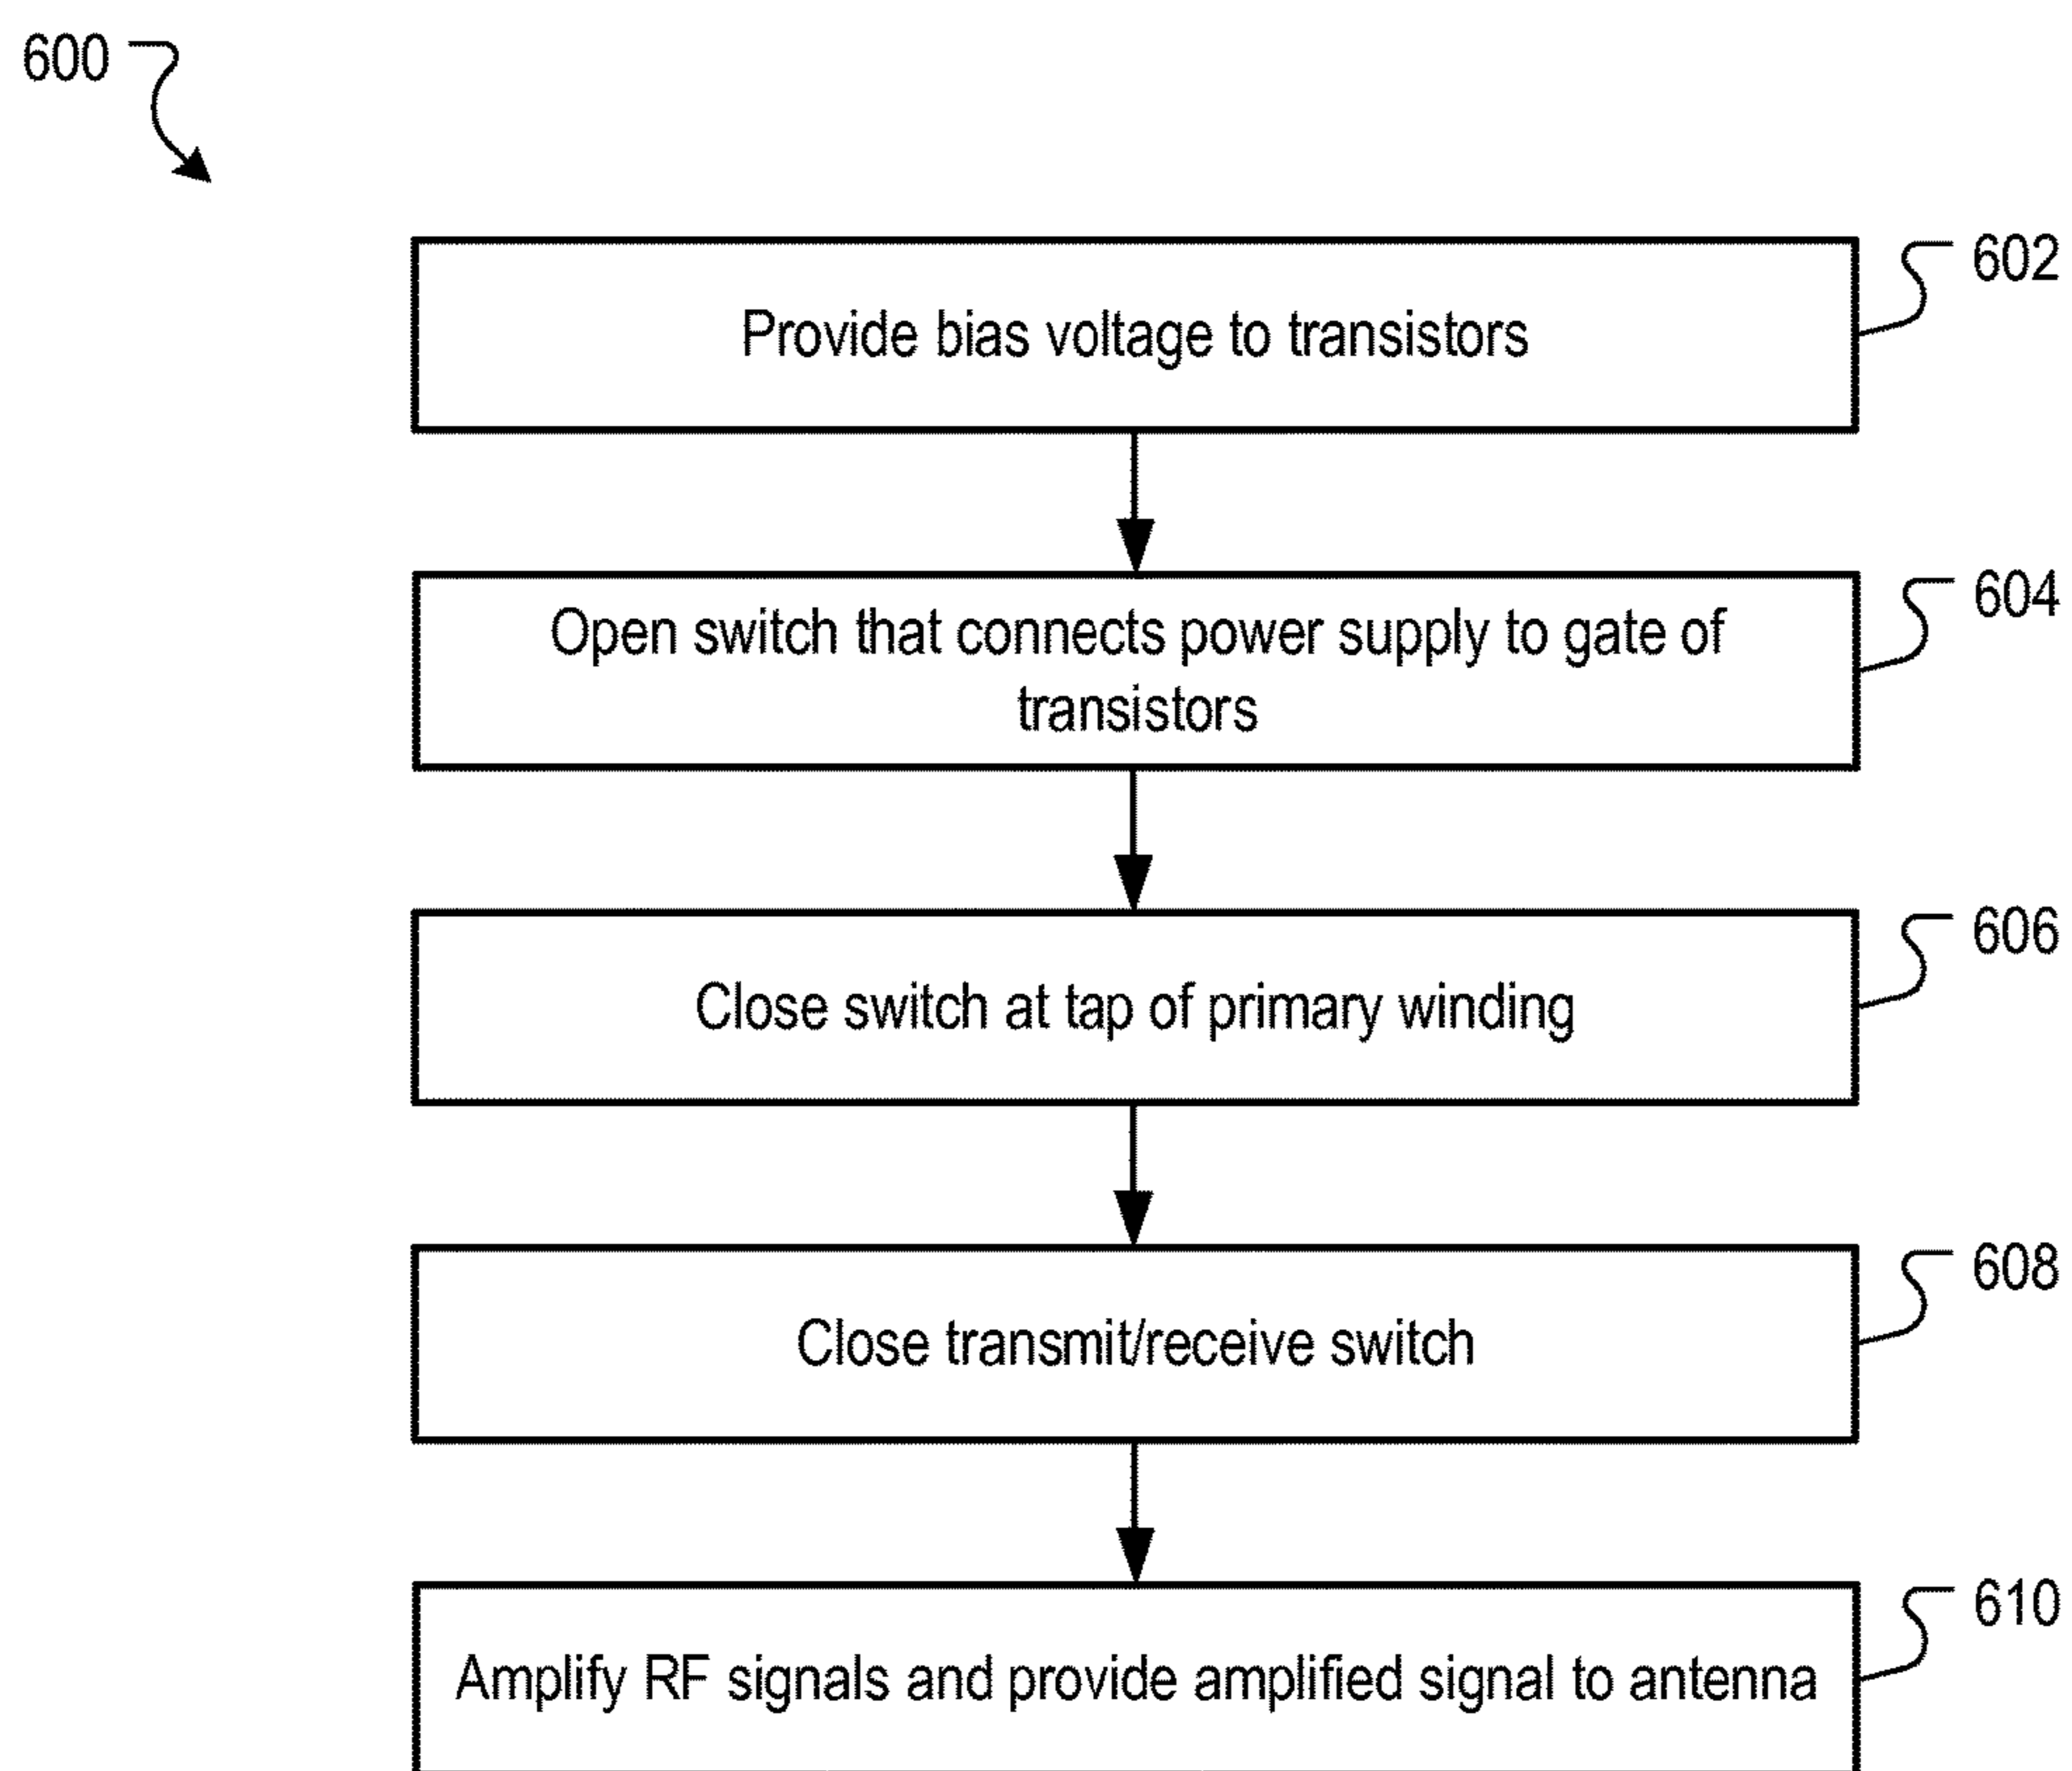 600
602
Provide bias voltage to transistors
604
Open switch that connects power supply to gate of
transistors
606
Close switch at tap of primary winding
608
Close transmit/receive switch
610
Amplify RF signals and provide amplified signal to antenna